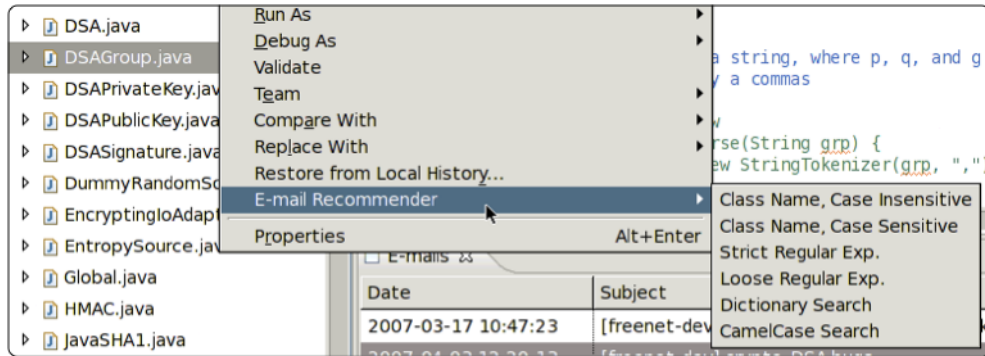 DSA.java
DSAGroup.java
DSAPrivateKey.jav
DSAPublicKey.java
DSASignature.java
DummyRandomSo
EncryptingIoAdapt
EntropySource.jav
Global.java
HMAC.java
JavaSHA1.java
Run As
Debug As
Validate
Team
Compare With
Replace With
Restore from Local History...
E-mail Recommender
Properties Alt+Enter
a string, where p, q, and g
y a commas
w
rse(String grp) {
ew StringTokenizer(grp, ",")
Class Name, Case Insensitive
Class Name, Case Sensitive
Strict Regular Exp.
Loose Regular Exp.
Dictionary Search
CamelCase Search
E-mails
Date Subject
2007-03-17 10:47:23 [freenet-dev